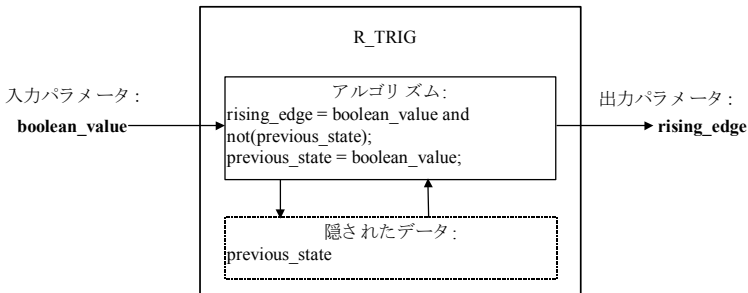 R_TRIG
入力パラメータ:
boolean_value
アルゴリズム:
rising_edge = boolean_value and
not(previous_state);
previous_state = boolean_value;
出力パラメータ:
rising_edge
隠されたデータ:
previous_state